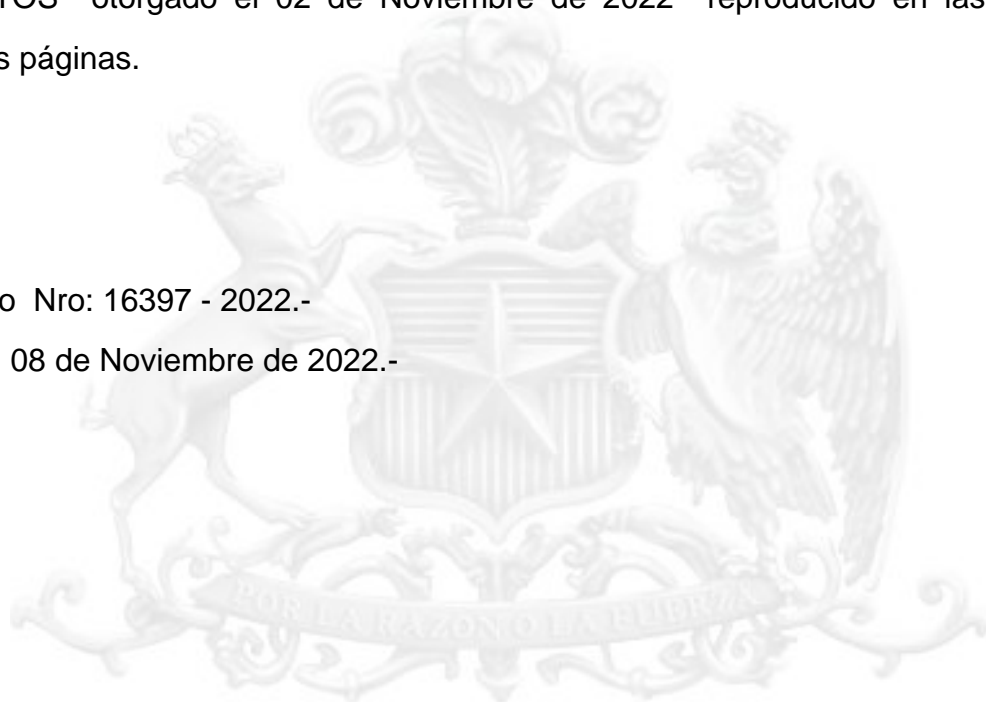 TOS" otorgado el 02 de Noviembre de 2022 reproducido en las
s páginas.
o Nro: 16397 - 2022.-
08 de Noviembre de 2022.-
POR LA RAZON O LA FUERZA